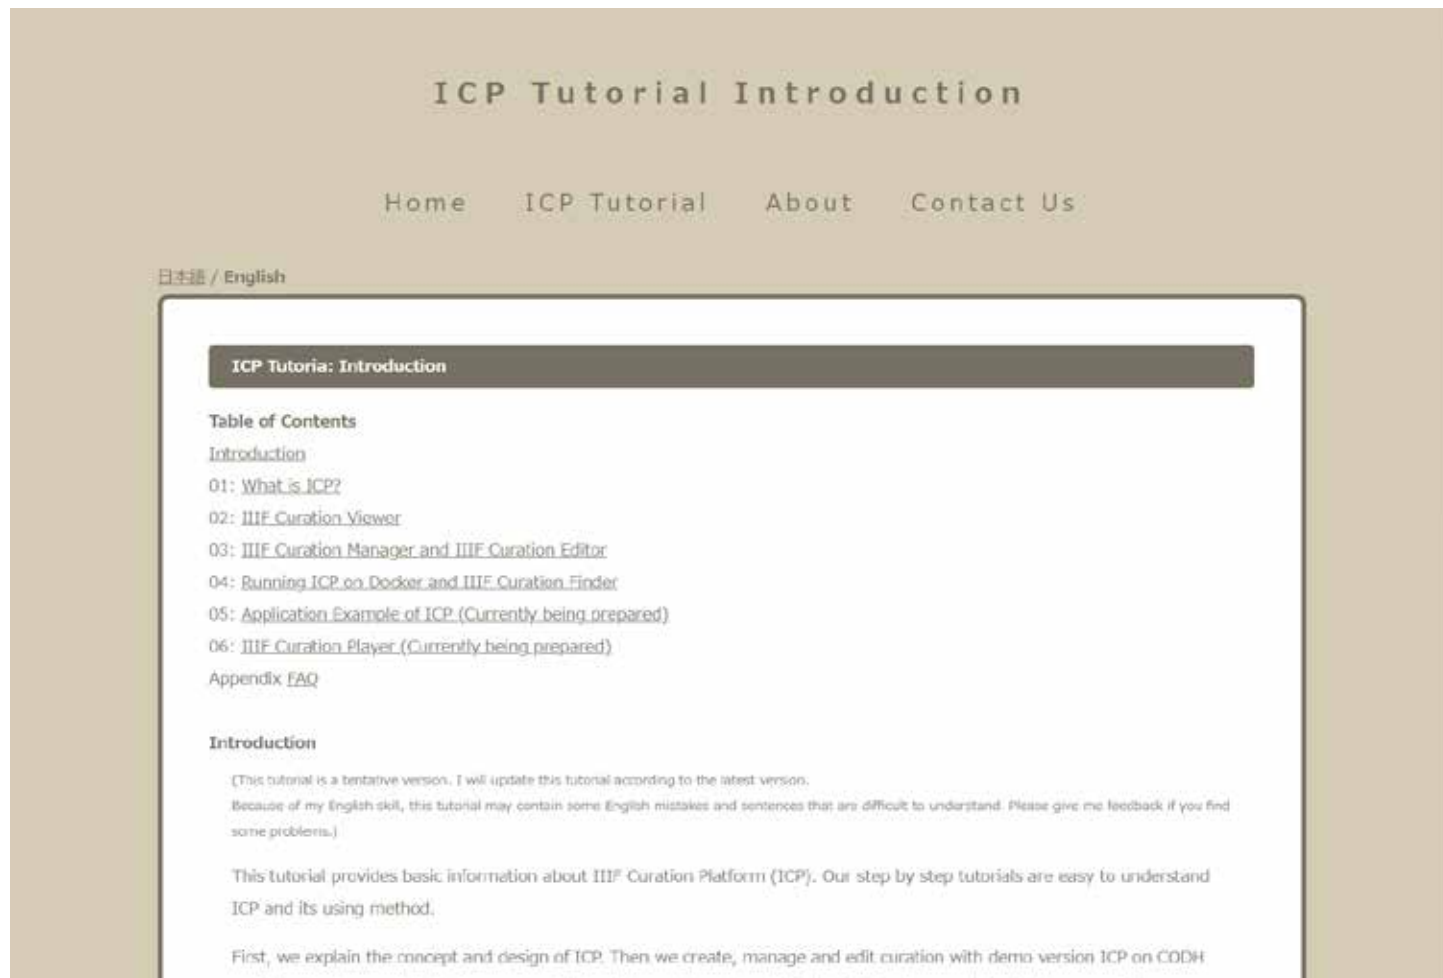 ICP Tutorial Introduction
Home ICP Tutorial About Contact Us
日本語 / English
ICP Tutoria: Introduction
Table of Contents
Introduction
01: What is ICP?
02: IIIF Curation Viewer
03: IIIF Curation Manager and IIIF Curation Editor
04: Running ICP on Docker and IIIF Curation Finder
05: Application Example of ICP (Currently being prepared)
06: IIIF Curation Player (Currently being prepared)
Appendix FAQ
Introduction
(This tutorial is a tentative version. I will update this tutorial according to the latest version.
Because of my English skill, this tutorial may contain some English mistakes and sentences that are difficult to understand. Please give me feedback if you find
some problems.)
This tutorial provides basic information about IIIF Curation Platform (ICP). Our step by step tutorials are easy to understand
ICP and its using method.
First, we explain the concept and design of ICP. Then we create, manage and edit curation with demo version ICP on CODH